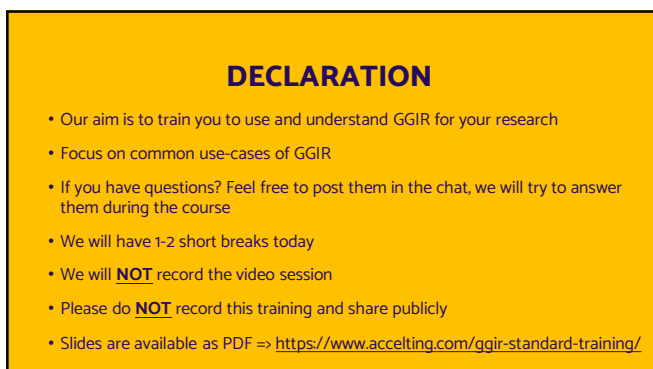 DECLARATION
• Our aim is to train you to use and understand GGIR for your research
• Focus on common use-cases of GGIR
• If you have questions? Feel free to post them in the chat, we will try to answer
them during the course
• We will have 1-2 short breaks today
• We will NOT record the video session
• Please do NOT record this training and share publicly
• Slides are available as PDF => https://www.accelting.com/ggir-standard-training/